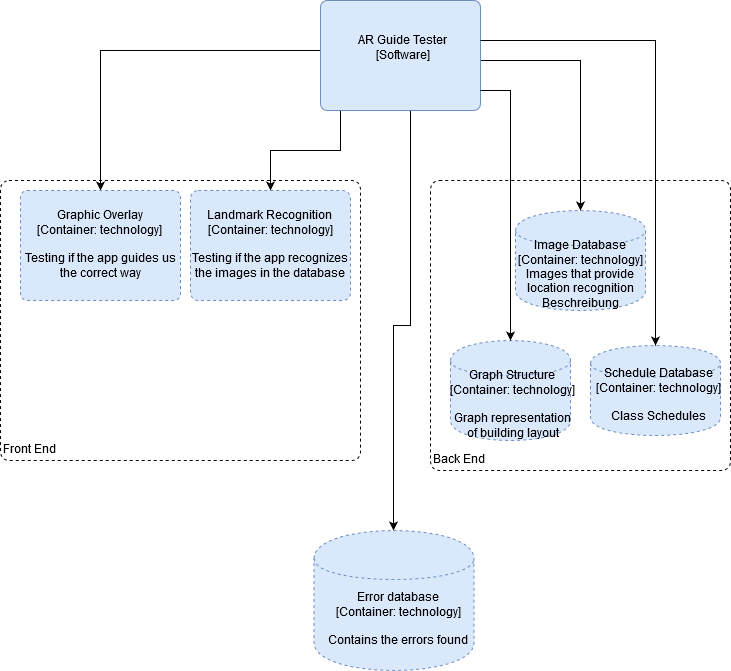 AR Guide Tester
[Software]
Graphic Overlay
[Container: technology]
Testing if the app guides us
the correct way
Landmark Recognition
[Container: technology]
Testing if the app recognizes
the images in the database
Front End
Image Database
[Container: technology]
Images that provide
location recognition
Beschreibung
Graph Structure
[Container: technology]
Graph representation
of building layout
Schedule Database
[Container: technology]
Class Schedules
Back End
Error database
[Container: technology]
Contains the errors found